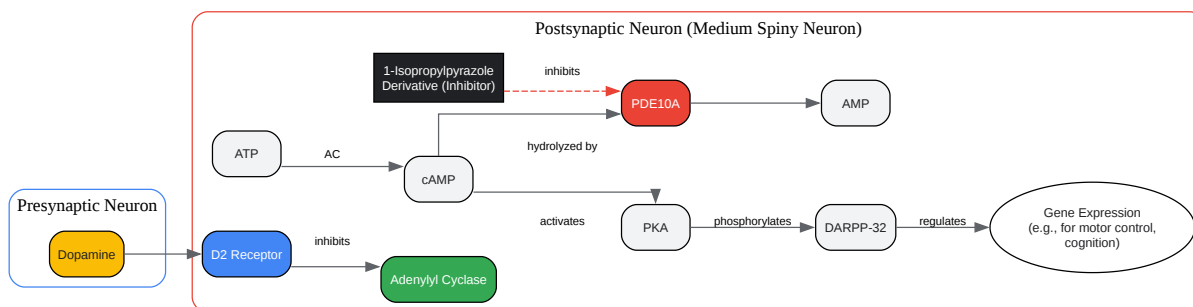 Postsynaptic Neuron (Medium Spiny Neuron)
1-Isopropylpyrazole
Derivative (Inhibitor)
inhibits
PDE10A
AMP
ATP
AC
cAMP
hydrolyzed by
activates
PKA
phosphorylates
DARPP-32
regulates
Gene Expression
(e.g., for motor control,
cognition)
Presynaptic Neuron
Dopamine
D2 Receptor
inhibits
Adenylyl Cyclase